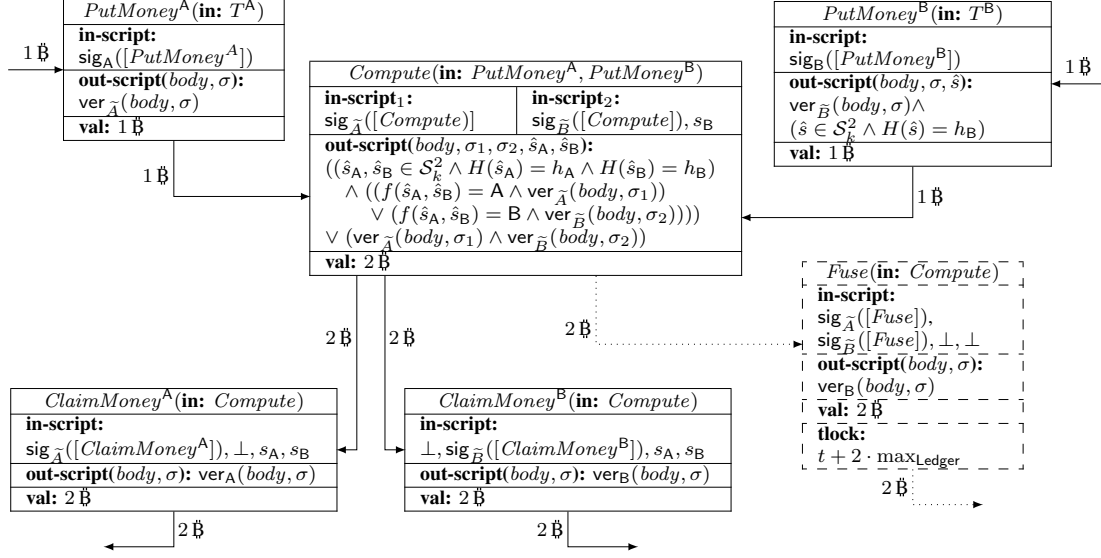 PutMoney^A(in: T^A)
in-script:
sig_A([PutMoney^A])
out-script(body, σ):
ver_Ã(body, σ)
val: 1 ₿
1 ₿
1 ₿
PutMoney^B(in: T^B)
in-script:
sig_B([PutMoney^B])
out-script(body, σ, ŝ):
ver_B̃(body, σ)∧
(ŝ ∈ S_k^2 ∧ H(ŝ) = h_B)
val: 1 ₿
1 ₿
1 ₿
Compute(in: PutMoney^A, PutMoney^B)
in-script_1:
sig_Ã([Compute)]
in-script_2:
sig_B̃([Compute]), s_B
out-script(body, σ_1, σ_2, ŝ_A, ŝ_B):
((ŝ_A, ŝ_B ∈ S_k^2 ∧ H(ŝ_A) = h_A ∧ H(ŝ_B) = h_B)
∧ ((f(ŝ_A, ŝ_B) = A ∧ ver_Ã(body, σ_1))
∨ (f(ŝ_A, ŝ_B) = B ∧ ver_B̃(body, σ_2))))
∨ (ver_Ã(body, σ_1) ∧ ver_B̃(body, σ_2))
val: 2 ₿
2 ₿
2 ₿
2 ₿
Fuse(in: Compute)
in-script:
sig_Ã([Fuse]),
sig_B̃([Fuse]), ⊥, ⊥
out-script(body, σ):
ver_B(body, σ)
val: 2 ₿
tlock:
t + 2 · max_Ledger
2 ₿
ClaimMoney^A(in: Compute)
in-script:
sig_Ã([ClaimMoney^A]), ⊥, s_A, s_B
out-script(body, σ): ver_A(body, σ)
val: 2 ₿
2 ₿
ClaimMoney^B(in: Compute)
in-script:
⊥, sig_B̃([ClaimMoney^B]), s_A, s_B
out-script(body, σ): ver_B(body, σ)
val: 2 ₿
2 ₿